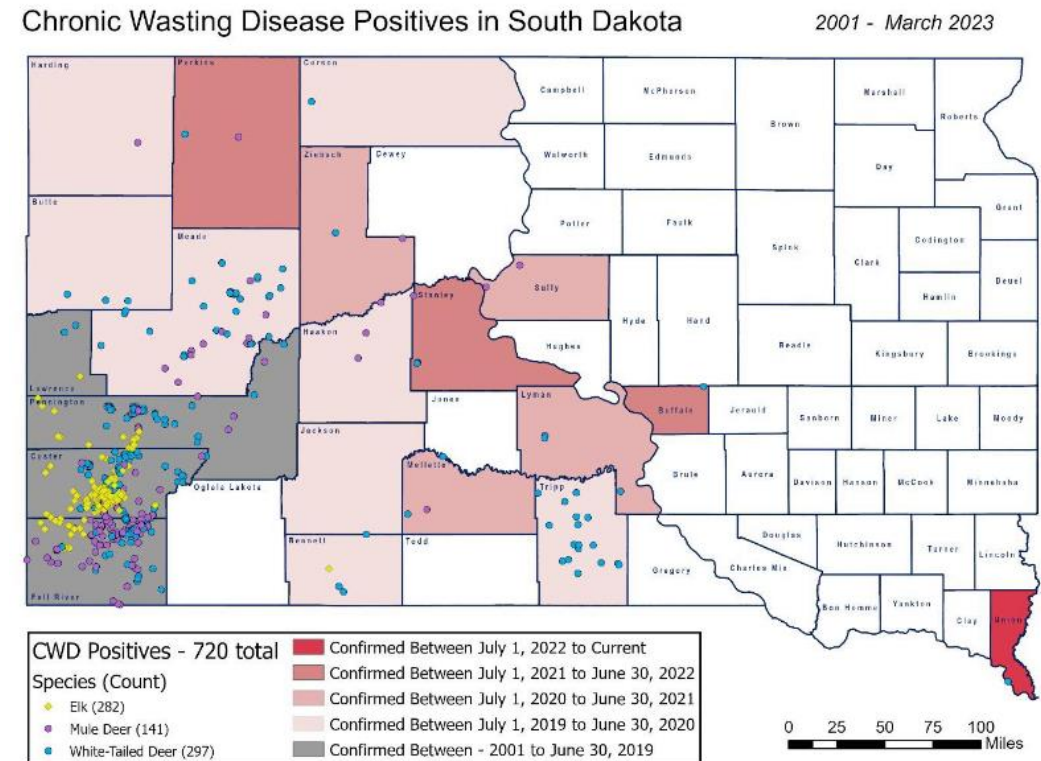 Chronic Wasting Disease Positives in South Dakota
2001 - March 2023
Harding
Perkins
Corson
Campbell
McPherson
Marshall
Roberts
Brown
Walworth
Edmunds
Day
Ziebach
Dewey
Butte
Potter
Faulk
Grant
Meade
Spink
Clark
Codington
Deuel
Hamlin
Stanley
Sully
Hyde
Hand
Haakon
Hughes
Beadle
Kingsbury
Brookings
Lawrence
Pennington
Jones
Lyman
Buffalo
Jerauld
Sanborn
Miner
Lake
Moody
Custer
Jackson
Mellette
Oglala Lakota
Tripp
Brule
Aurora
Davison
Hanson
McCook
Minnehaha
Bennett
Todd
Gregory
Douglas
Charles Mix
Hutchinson
Turner
Lincoln
Fall River
Bon Homme
Yankton
Clay
Union
CWD Positives - 720 total
Species (Count)
Elk (282)
Mule Deer (141)
White-Tailed Deer (297)
Confirmed Between July 1, 2022 to Current
Confirmed Between July 1, 2021 to June 30, 2022
Confirmed Between July 1, 2020 to June 30, 2021
Confirmed Between July 1, 2019 to June 30, 2020
Confirmed Between - 2001 to June 30, 2019
0 25 50 75 100
Miles